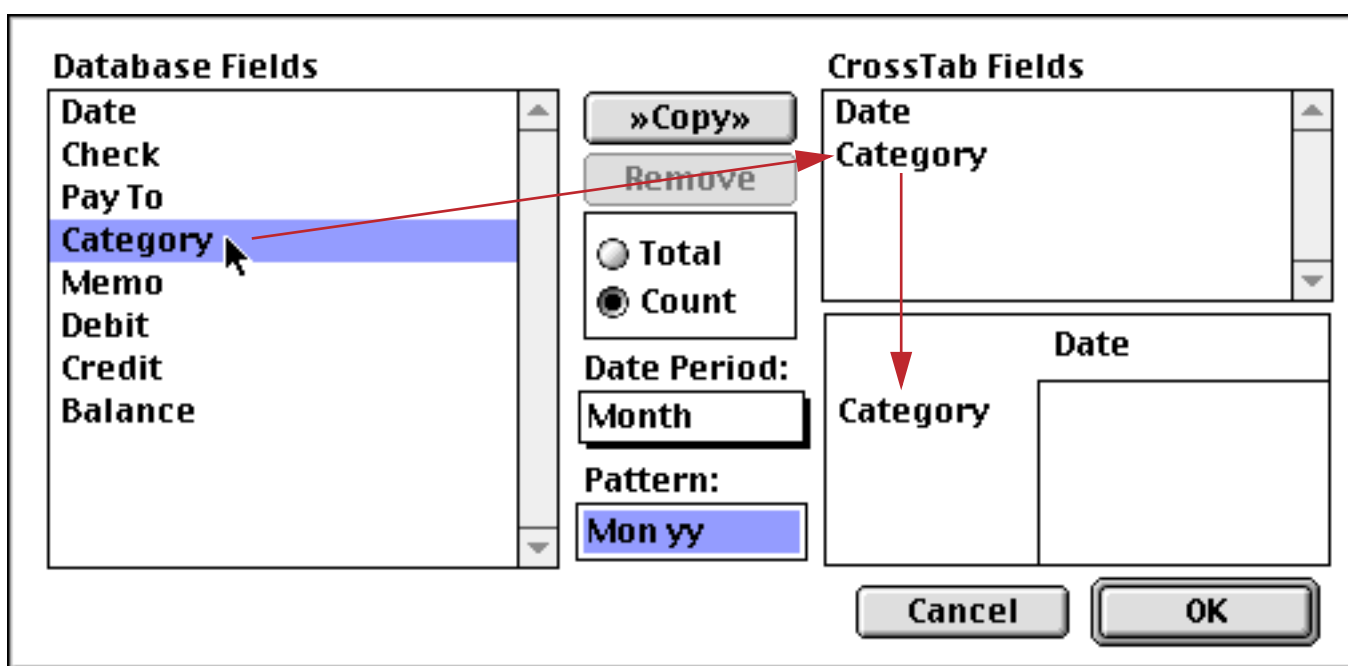 Database Fields
Date
Check
Pay To
Category
Memo
Debit
Credit
Balance
»Copy»
Remove
Total
Count
Date Period:
Month
Pattern:
Mon yy
CrossTab Fields
Date
Category
Date
Category
Cancel
OK